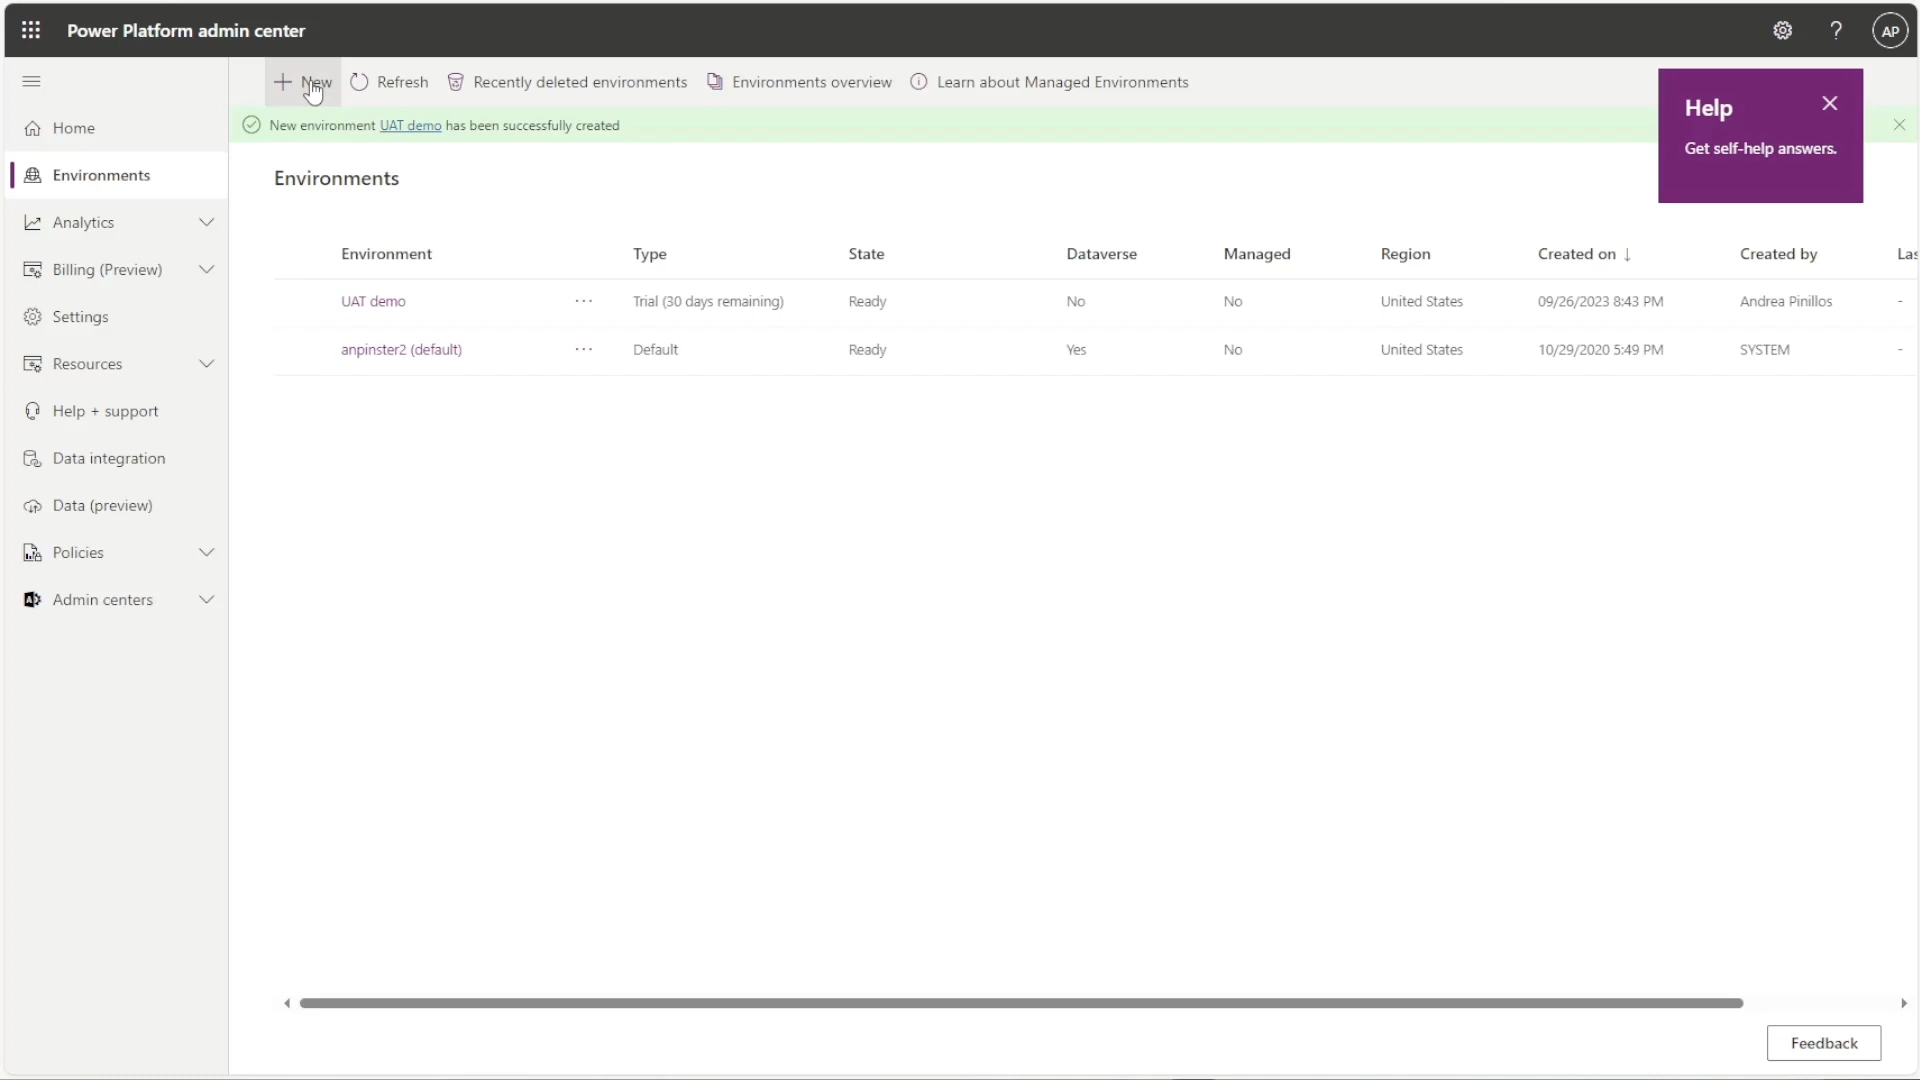 Power Platform admin center
?
AP
New
Refresh
Recently deleted environments
Environments overview
Learn about Managed Environments
Help
Get self-help answers.
New environment UAT demo has been successfully created
Home
Environments
Analytics
Billing (Preview)
Settings
Resources
Help + support
Data integration
Data (preview)
Policies
Admin centers
Environments
Environment Type State Dataverse Managed Region Created on ↓ Created by Las
UAT demo ··· Trial (30 days remaining) Ready No No United States 09/26/2023 8:43 PM Andrea Pinillos -
anpinster2 (default) ··· Default Ready Yes No United States 10/29/2020 5:49 PM SYSTEM -
Feedback